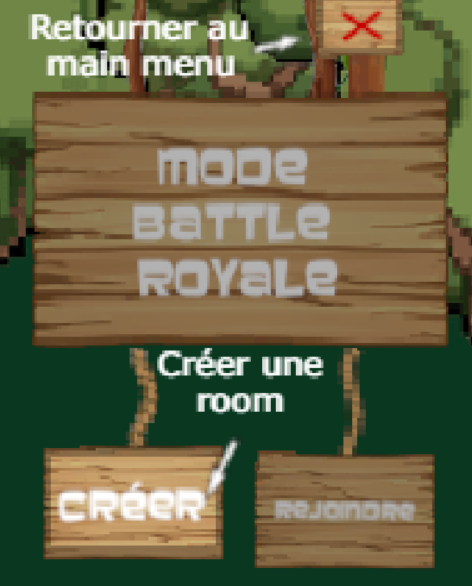 Retourner au
main menu
MODE
BATTLE
ROYALE
Créer une
room
CRÉER
REJOINDRE